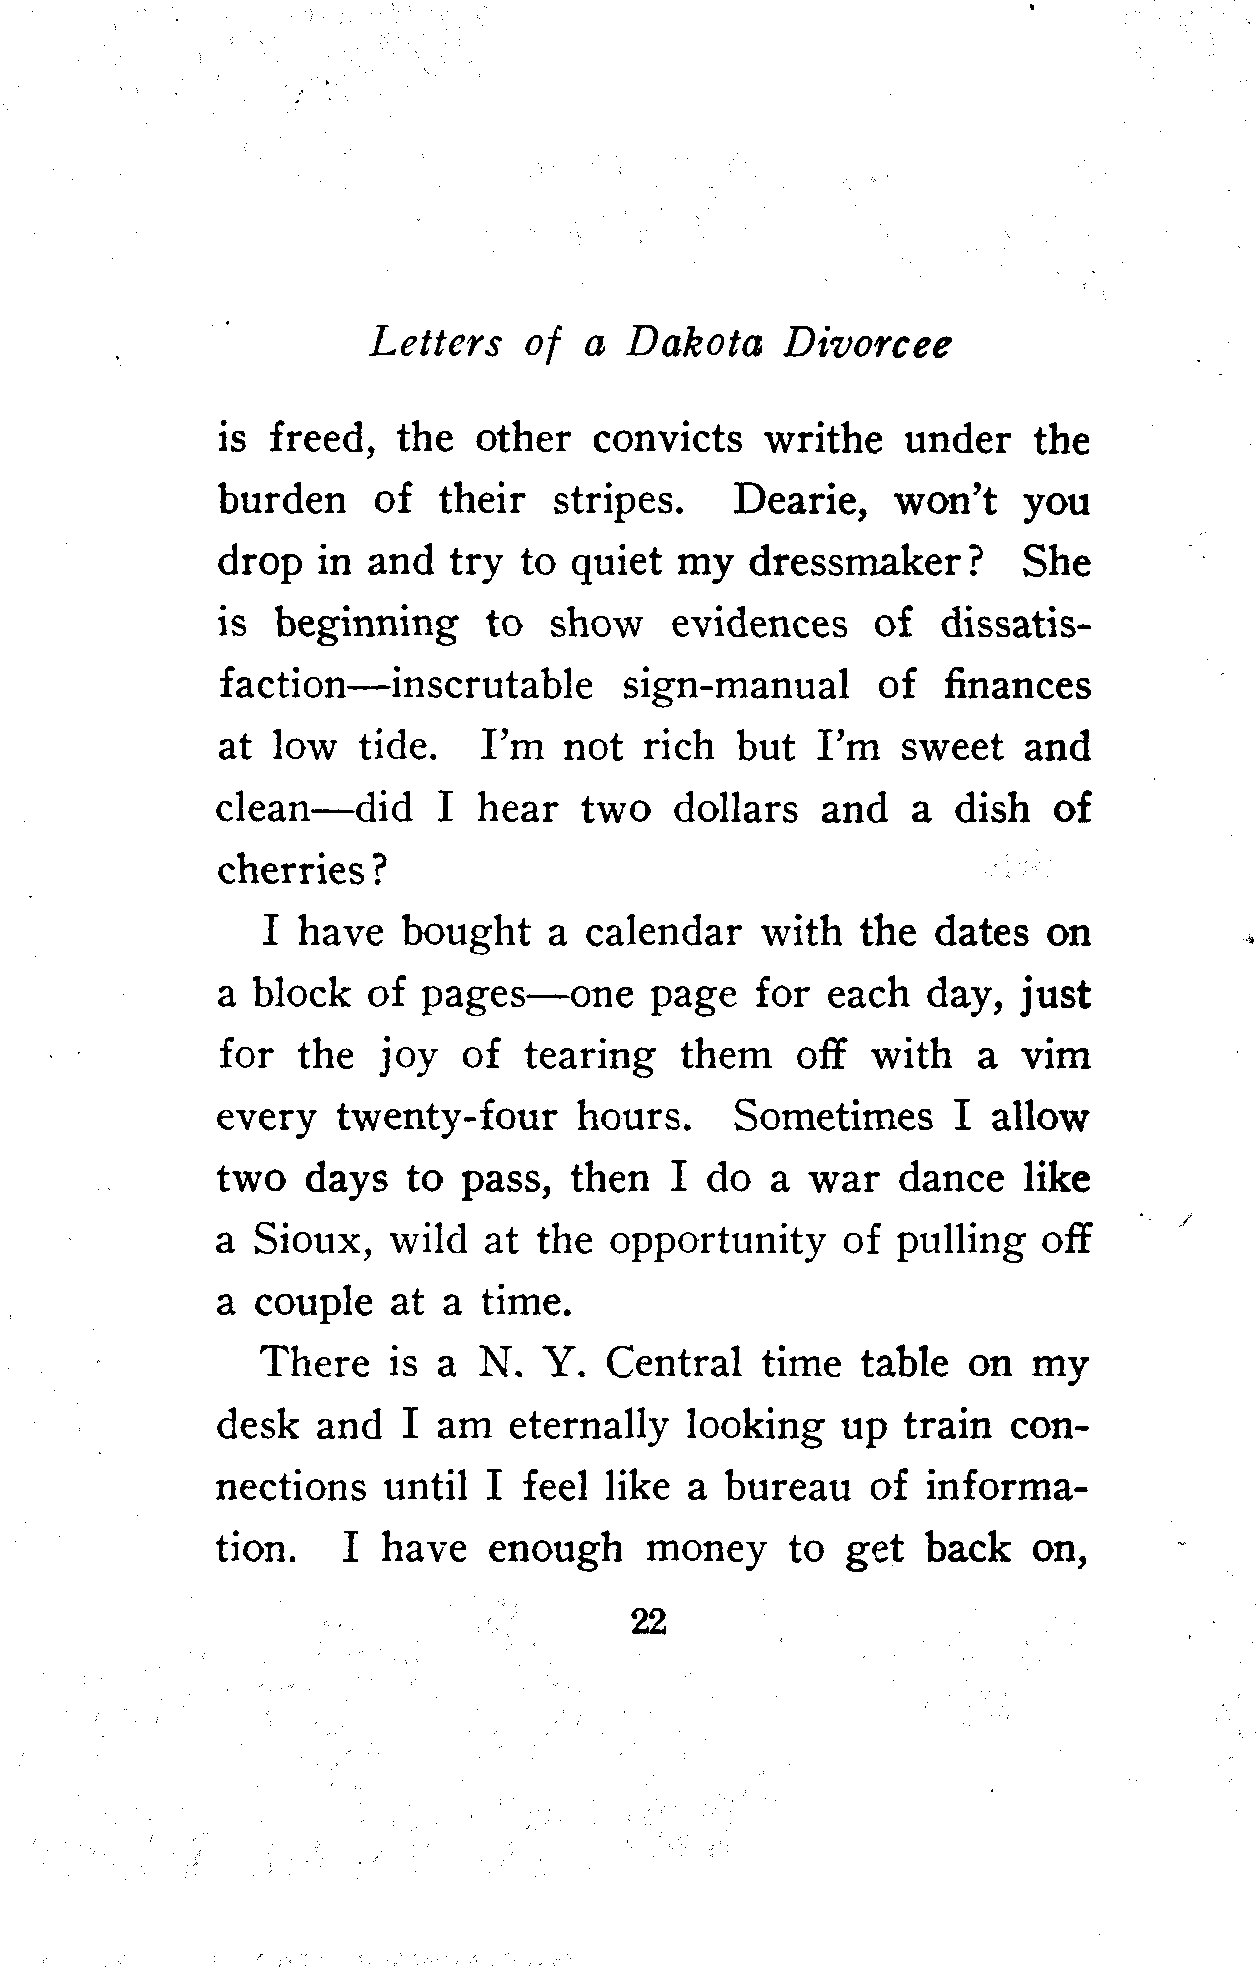 Letters of a Dakota Divorcee
is freed, the other convicts writhe under the
burden of their stripes. Dearie, won't you
drop in and try to quiet my dressmaker? She
is beginning to show evidences of dissatis-
faction—inscrutable sign-manual of finances
at low tide. I'm not rich but I'm sweet and
clean—did I hear two dollars and a dish of
cherries?
I have bought a calendar with the dates on
a block of pages—one page for each day, just
for the joy of tearing them off with a vim
every twenty-four hours. Sometimes I allow
two days to pass, then I do a war dance like
a Sioux, wild at the opportunity of pulling off
a couple at a time.
There is a N. Y. Central time table on my
desk and I am eternally looking up train con-
nections until I feel like a bureau of informa-
tion. I have enough money to get back on,
22